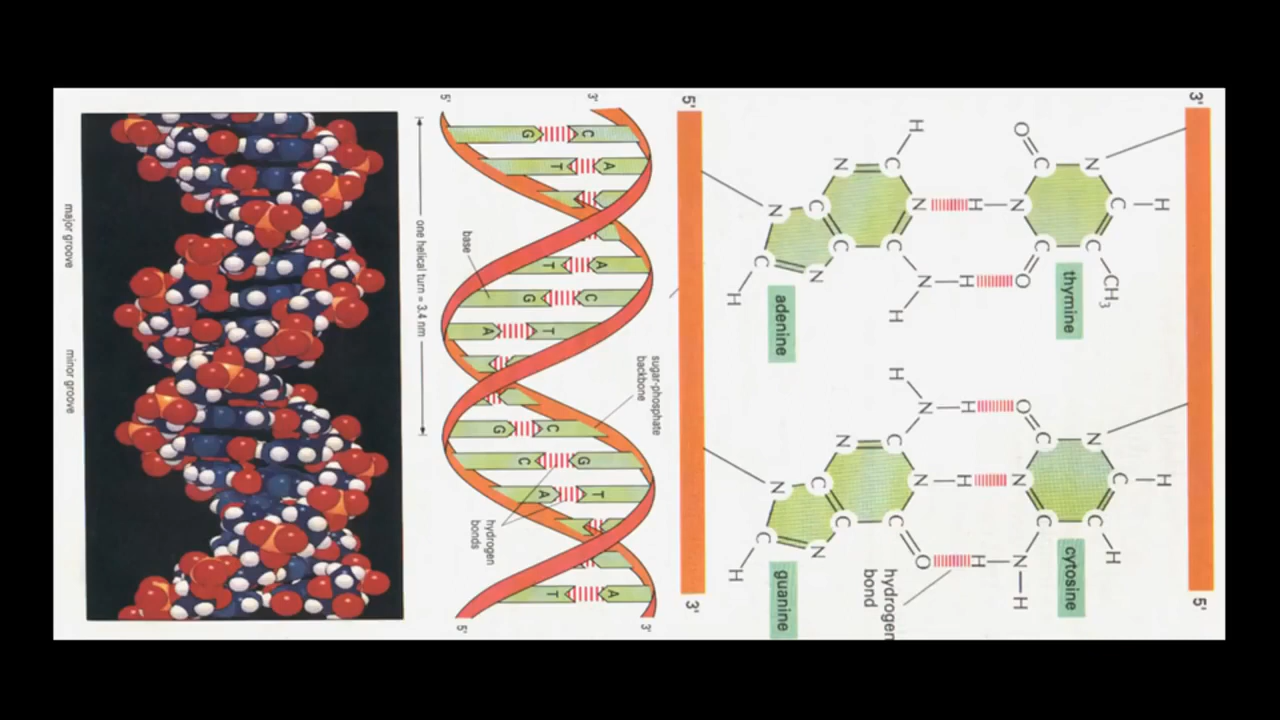 major groove
minor groove
one helical turn = 3.4 nm
5'
3'
G
C
T
A
base
T
A
G
C
A
T
sugar-phosphate
backbone
G
C
C
G
A
T
hydrogen
bonds
T
A
5'
3'
5'
3'
3'
5'
H
N
C
N
H
N
C
N
C
C
C
N
H
N
H
H
adenine
O
C
N
N
C
H
C
C
O
CH3
thymine
H
N
H
N
C
N
H
N
C
C
C
C
N
H
O
H
guanine
hydrogen
bond
O
C
N
N
C
H
C
C
H
N
H
cytosine